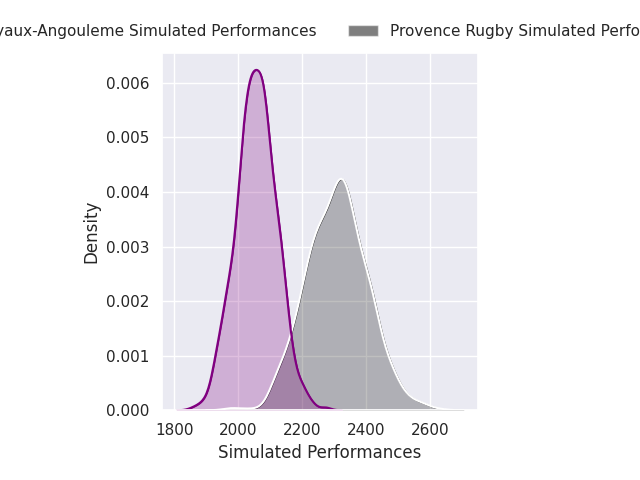 yaux-Angouleme Simulated Performances Provence Rugby Simulated Perfo
0.006
0.005
0.004
0.003
0.002
0.001
0.000
Density
1800 2000 2200 2400 2600
Simulated Performances